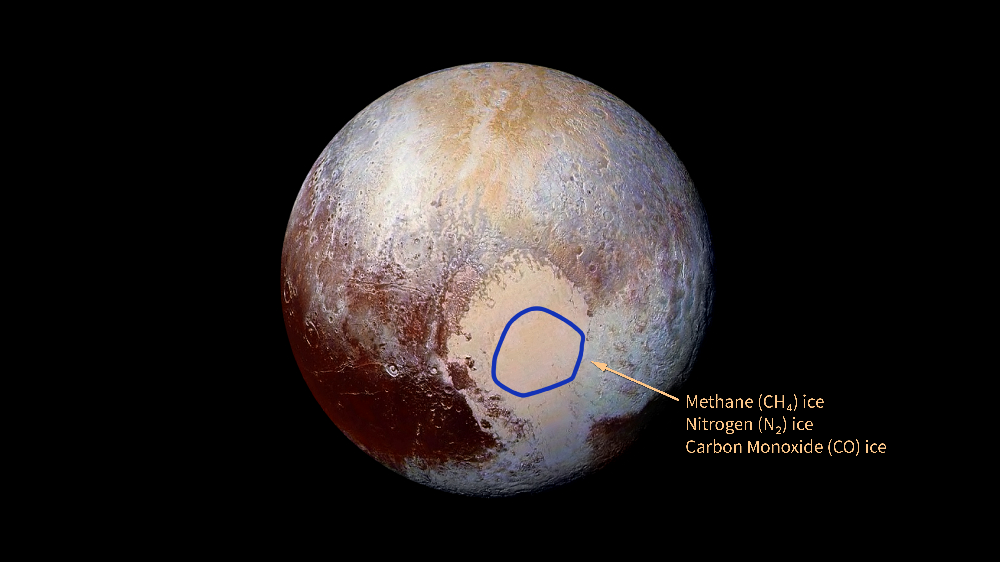 Methane (CH₄) ice
Nitrogen (N₂) ice
Carbon Monoxide (CO) ice